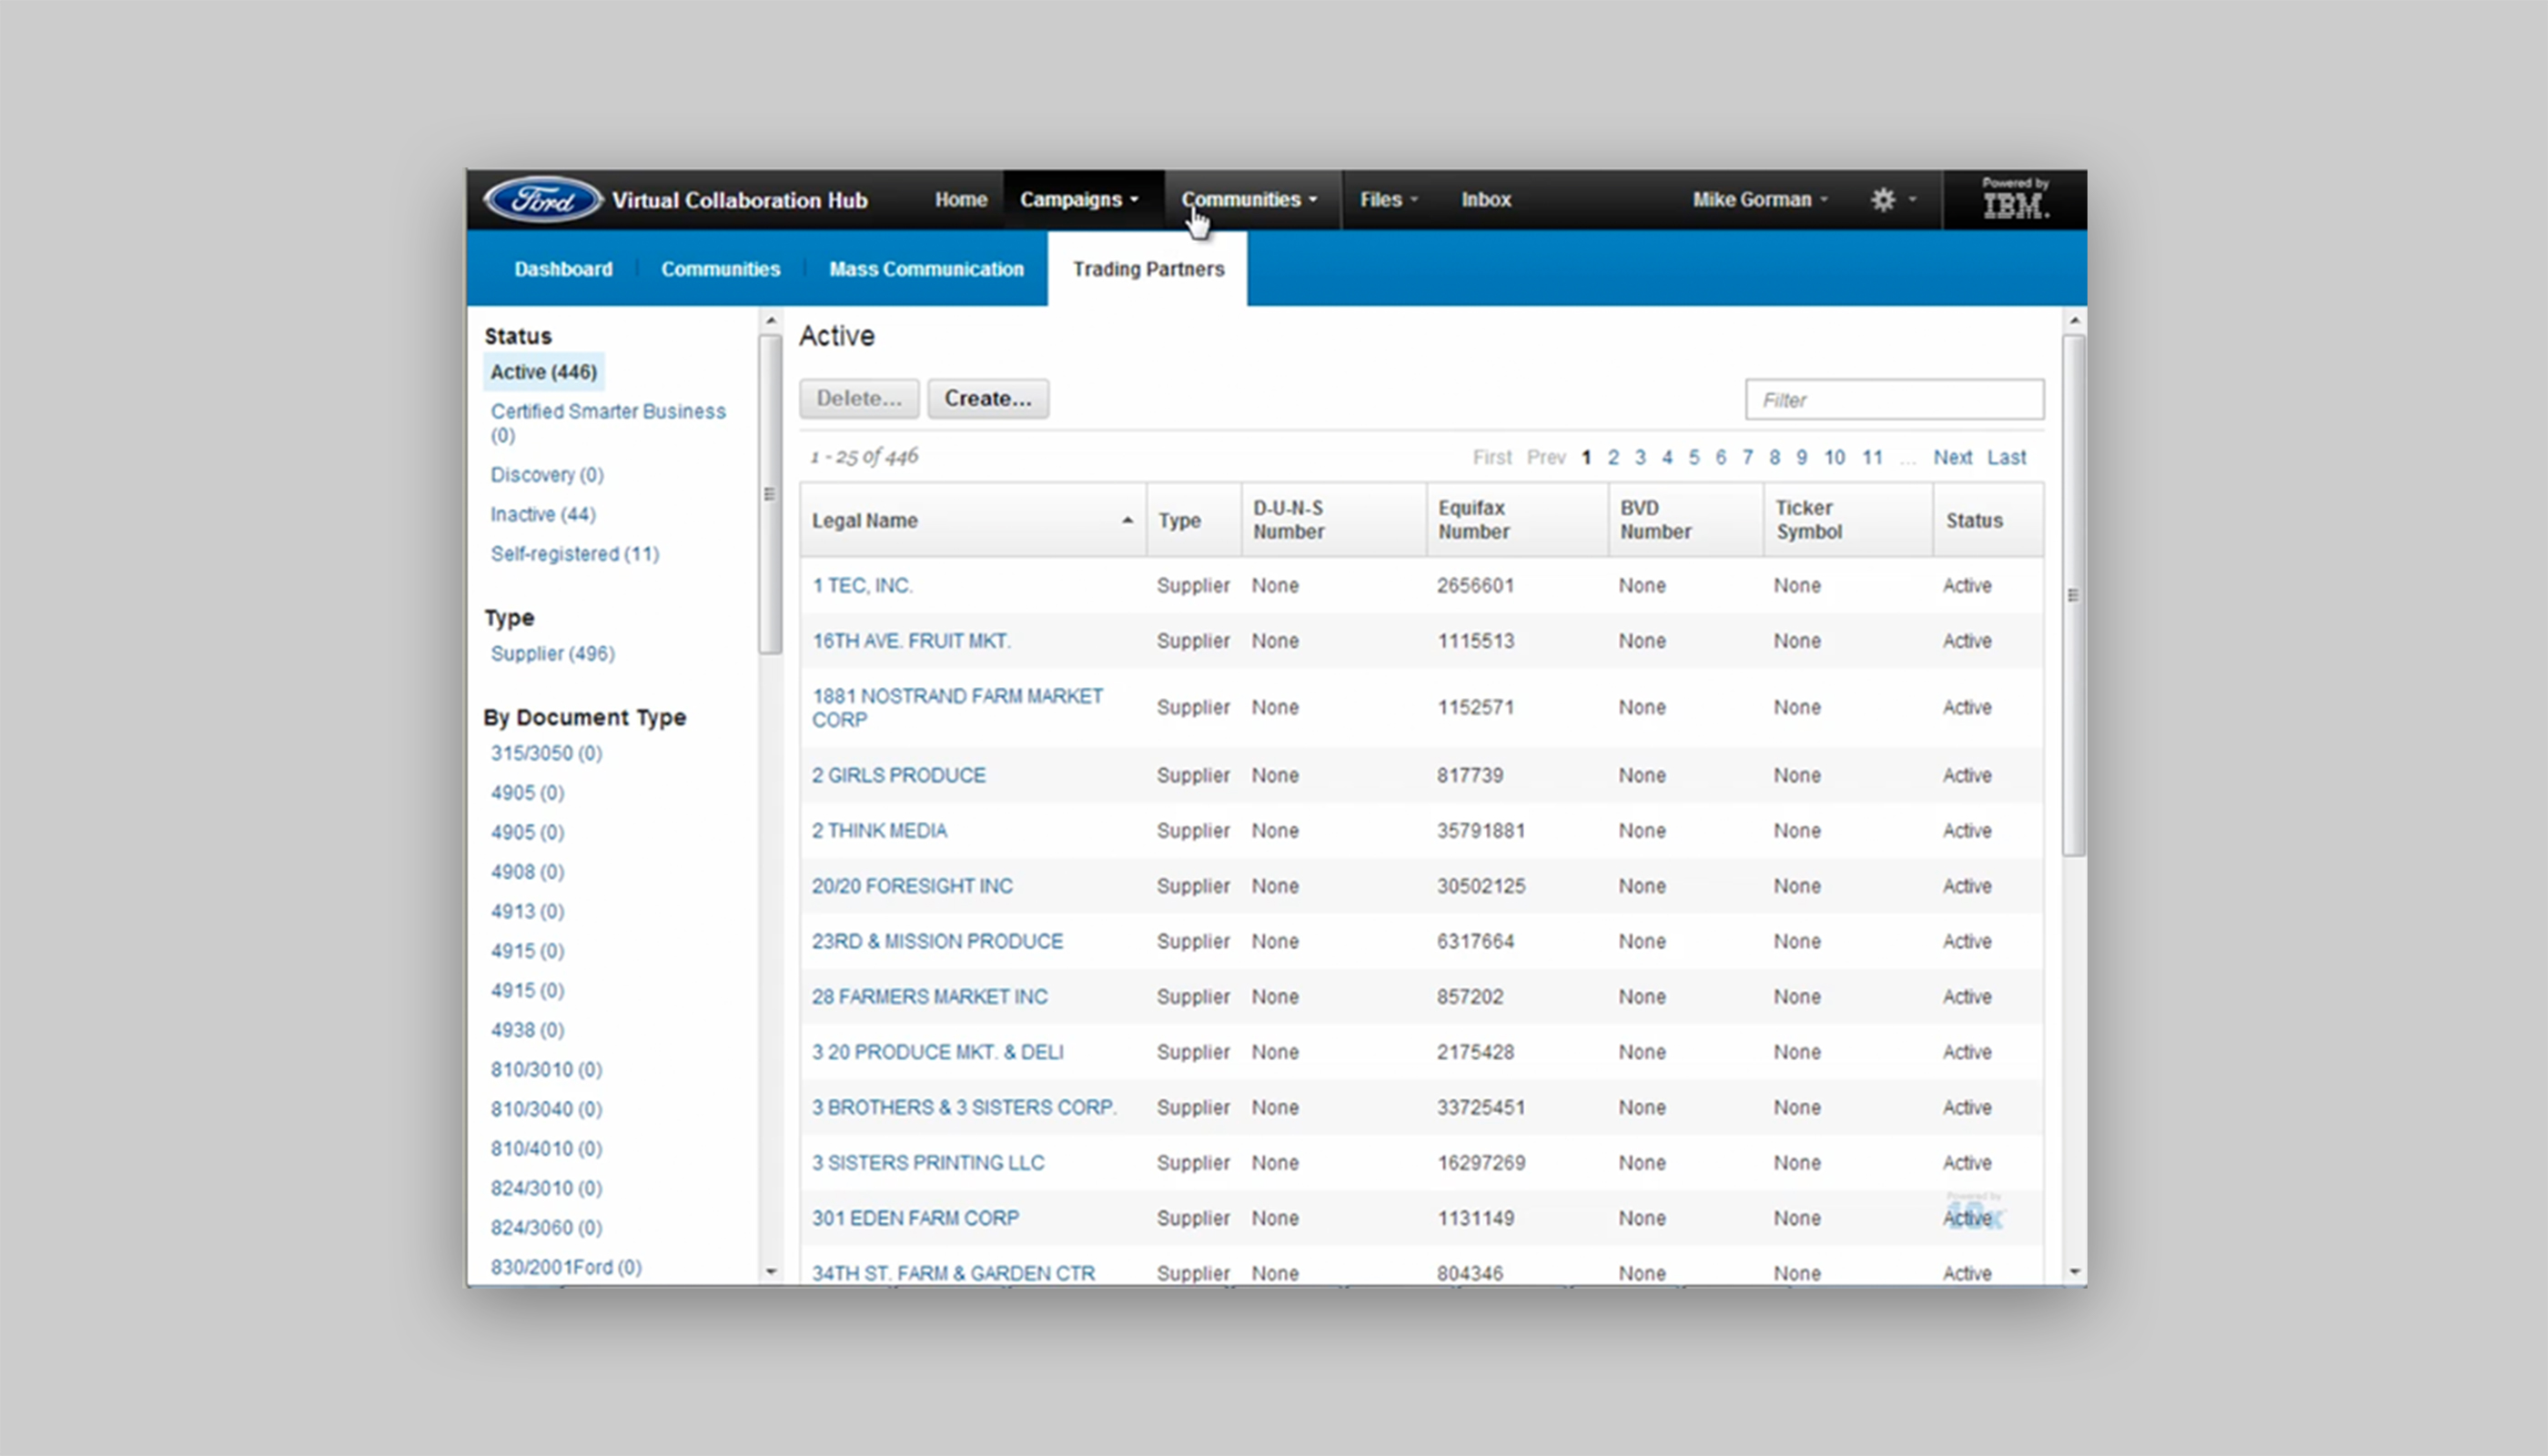 Ford Virtual Collaboration Hub Home Campaigns Communities Files Inbox Mike Gorman Powered by IBM.
Dashboard Communities Mass Communication Trading Partners
Status
Active (446)
Certified Smarter Business
(0)
Discovery (0)
Inactive (44)
Self-registered (11)
Type
Supplier (496)
By Document Type
315/3050 (0)
4905 (0)
4905 (0)
4908 (0)
4913 (0)
4915 (0)
4915 (0)
4938 (0)
810/3010 (0)
810/3040 (0)
810/4010 (0)
824/3010 (0)
824/3060 (0)
830/2001Ford (0)
Active
Delete... Create... Filter
1 - 25 of 446 First Prev 1 2 3 4 5 6 7 8 9 10 11 ... Next Last
Legal Name Type D-U-N-S Number Equifax Number BVD Number Ticker Symbol Status
1 TEC, INC. Supplier None 2656601 None None Active
16TH AVE. FRUIT MKT. Supplier None 1115513 None None Active
1881 NOSTRAND FARM MARKET
CORP Supplier None 1152571 None None Active
2 GIRLS PRODUCE Supplier None 817739 None None Active
2 THINK MEDIA Supplier None 35791881 None None Active
20/20 FORESIGHT INC Supplier None 30502125 None None Active
23RD & MISSION PRODUCE Supplier None 6317664 None None Active
28 FARMERS MARKET INC Supplier None 857202 None None Active
3 20 PRODUCE MKT. & DELI Supplier None 2175428 None None Active
3 BROTHERS & 3 SISTERS CORP. Supplier None 33725451 None None Active
3 SISTERS PRINTING LLC Supplier None 16297269 None None Active
Powered by
301 EDEN FARM CORP Supplier None 1131149 None None Active
34TH ST. FARM & GARDEN CTR Supplier None 804346 None None Active